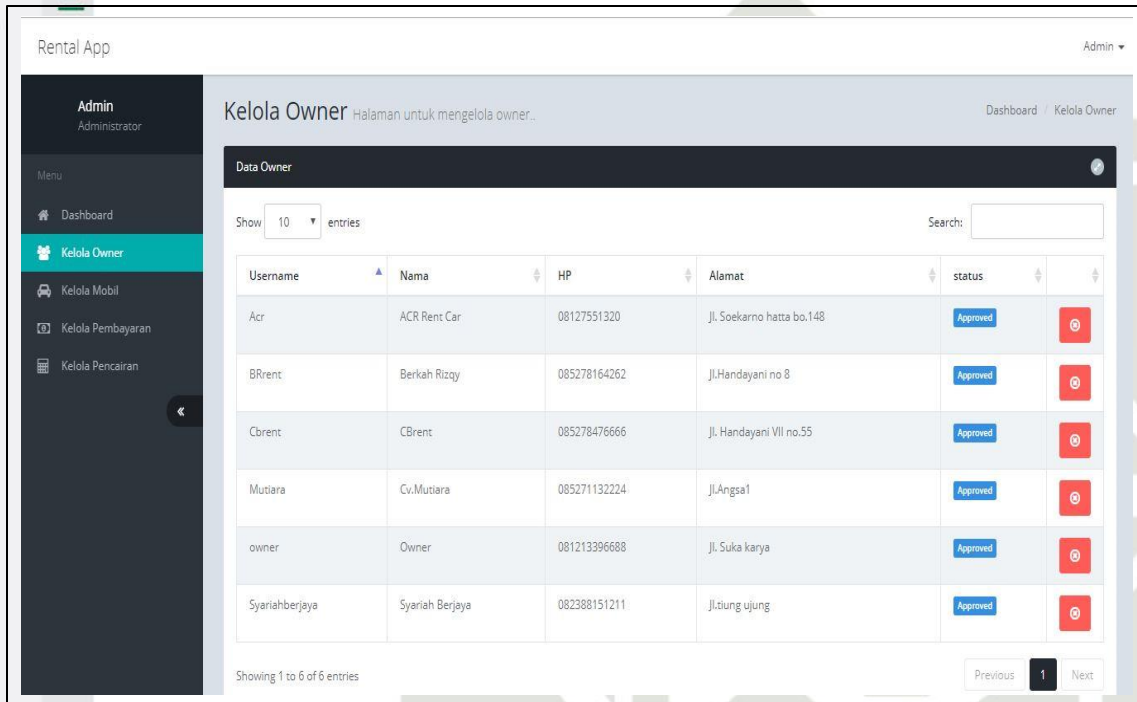 Rental App
Admin
Admin
Administrator
Menu
Dashboard
Kelola Owner
Kelola Mobil
Kelola Pembayaran
Kelola Pencairan
Kelola Owner Halaman untuk mengelola owner..
Dashboard / Kelola Owner
Data Owner
Show 10 entries
Search:
Username Nama HP Alamat status
Acr ACR Rent Car 08127551320 Jl. Soekarno hatta bo.148 Approved
BRrent Berkah Rizqy 085278164262 Jl.Handayani no 8 Approved
Cbrent CBrent 085278476666 Jl. Handayani VII no.55 Approved
Mutiara Cv.Mutiara 085271132224 Jl.Angsa1 Approved
owner Owner 081213396688 Jl. Suka karya Approved
Syariahberjaya Syariah Berjaya 082388151211 Jl.tiung ujung Approved
Showing 1 to 6 of 6 entries
Previous 1 Next